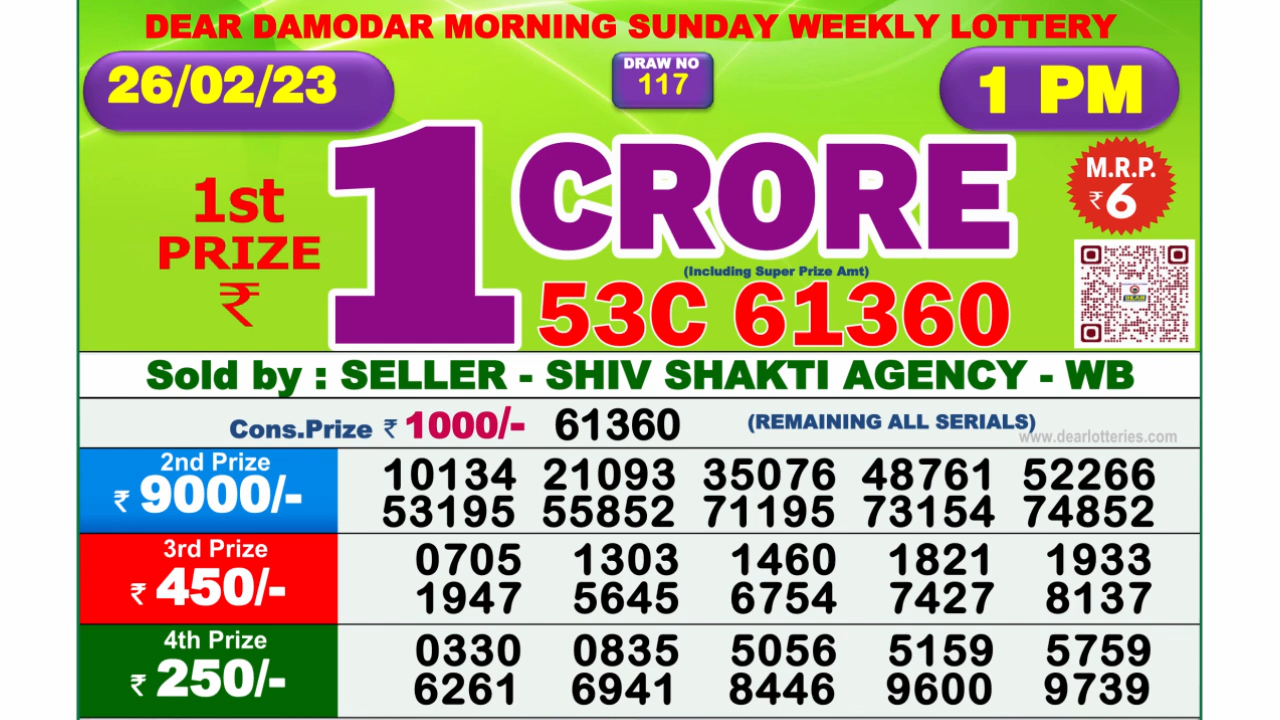 DEAR DAMODAR MORNING SUNDAY WEEKLY LOTTERY
26/02/23
DRAW NO
117
1 PM
1st
PRIZE
₹
1 CRORE
(Including Super Prize Amt)
53C 61360
M.R.P.
₹6
DEAR
Sold by : SELLER - SHIV SHAKTI AGENCY - WB
Cons.Prize ₹ 1000/- 61360 (REMAINING ALL SERIALS)
www.dearlotteries.com
2nd Prize
₹ 9000/-
10134 21093 35076 48761 52266
53195 55852 71195 73154 74852
3rd Prize
₹ 450/-
0705 1303 1460 1821 1933
1947 5645 6754 7427 8137
4th Prize
₹ 250/-
0330 0835 5056 5159 5759
6261 6941 8446 9600 9739